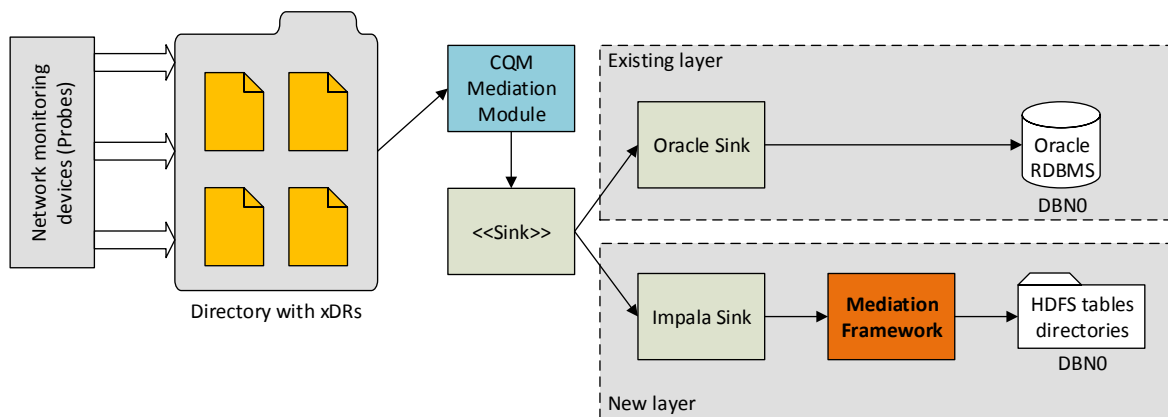 Network monitoring
devices (Probes)
Directory with xDRs
CQM
Mediation
Module
<<Sink>>
Existing layer
Oracle Sink
Oracle
RDBMS
DBN0
Impala Sink
Mediation
Framework
HDFS tables
directories
DBN0
New layer